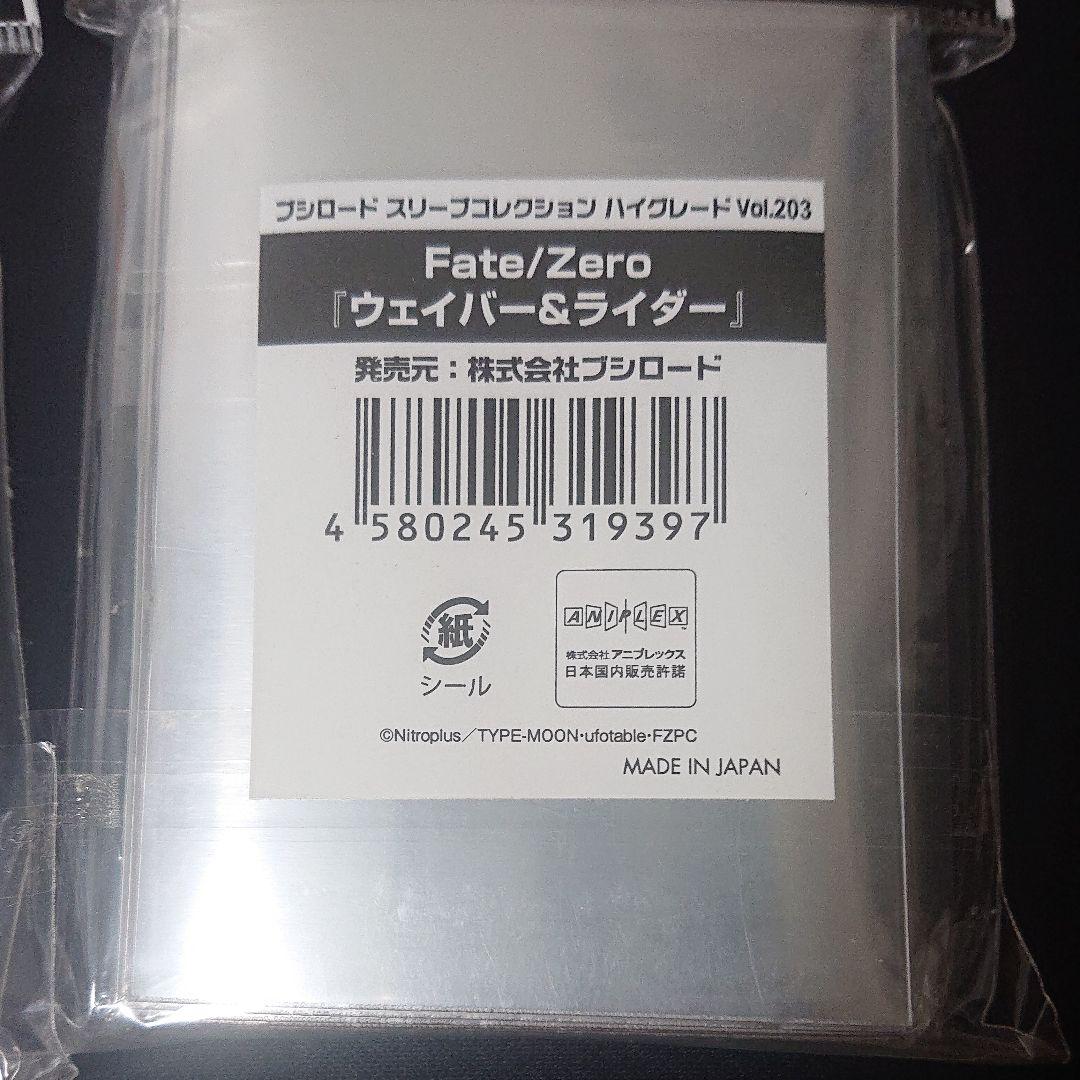 ブシロード スリーブコレクション ハイグレード Vol.203
Fate/Zero
『ウェイバー&ライダー』
発売元：株式会社ブシロード
4 580245 319397
紙
シール
ANIPLEX™
株式会社 アニプレックス
日本国内販売許諾
©Nitroplus／TYPE-MOON・ufotable・FZPC
MADE IN JAPAN